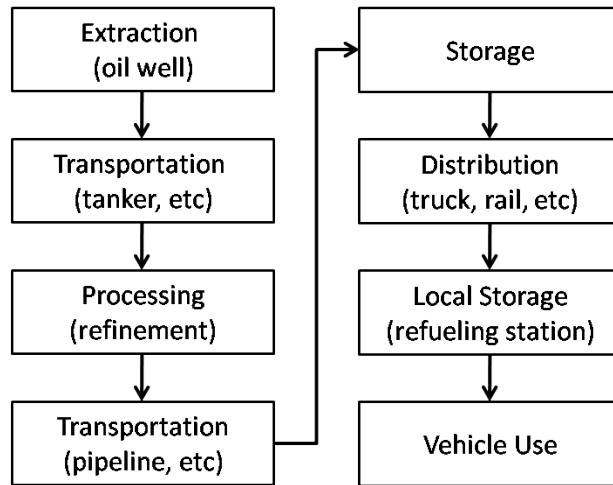 Extraction
(oil well)
Transportation
(tanker, etc)
Processing
(refinement)
Transportation
(pipeline, etc)
Storage
Distribution
(truck, rail, etc)
Local Storage
(refueling station)
Vehicle Use